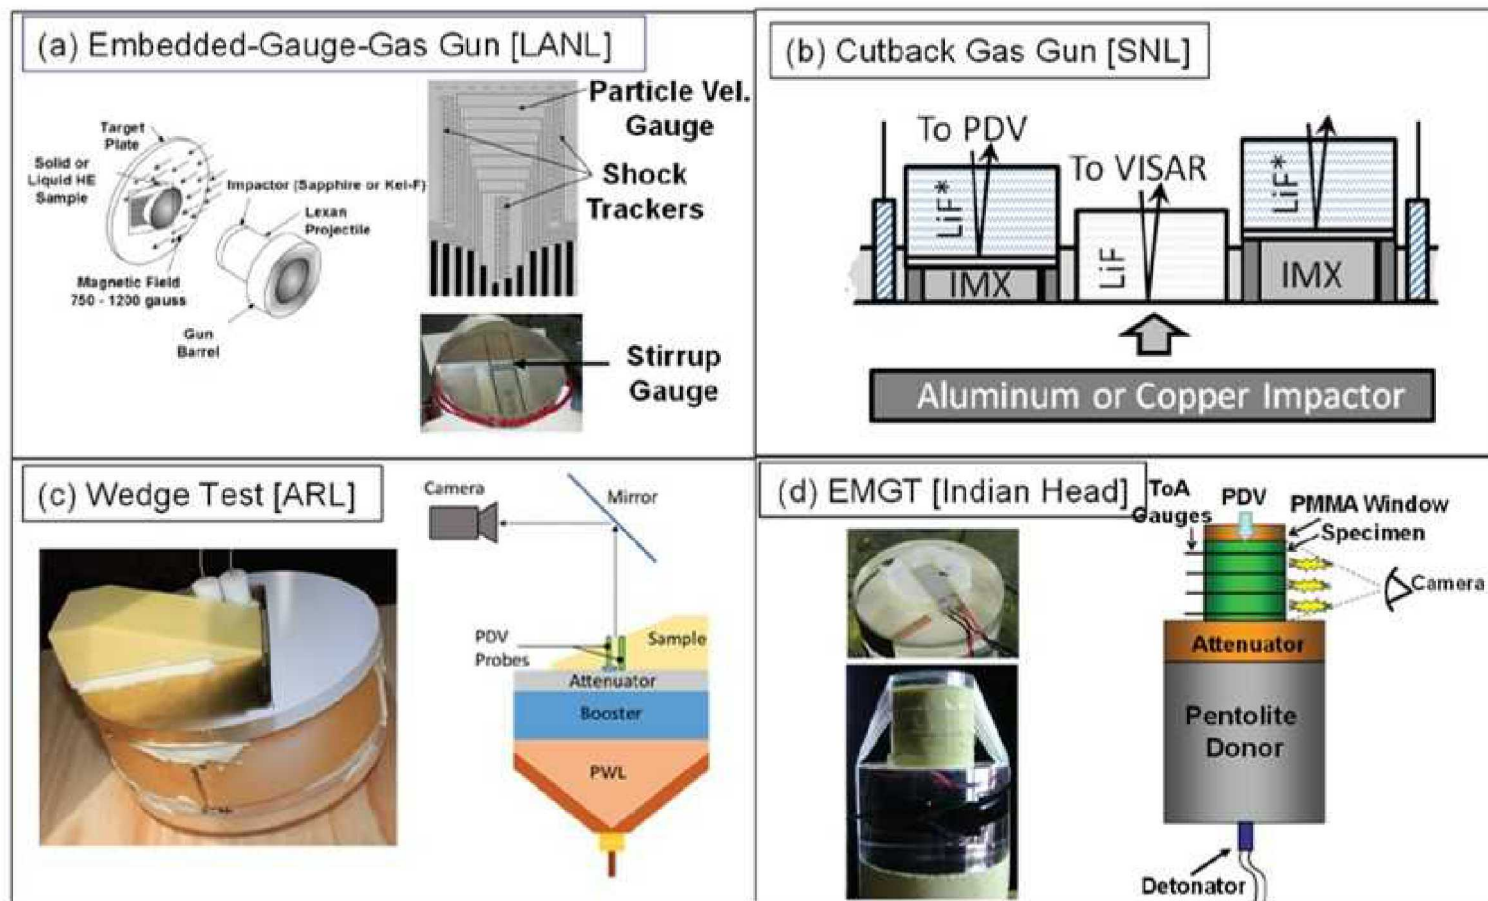 (a) Embedded-Gauge-Gas Gun [LANL]
Target
Plate
Solid or
Liquid HE
Sample
Impactor (Sapphire or Kel-F)
Lexan
Projectile
Magnetic Field
750 - 1200 gauss
Gun
Barrel
Particle Vel.
Gauge
Shock
Trackers
Stirrup
Gauge
(b) Cutback Gas Gun [SNL]
To PDV
To VISAR
LiF*
LiF
LiF*
IMX
IMX
Aluminum or Copper Impactor
(c) Wedge Test [ARL]
Camera
Mirror
PDV
Probes
Sample
Attenuator
Booster
PWL
(d) EMGT [Indian Head]
ToA
Gauges
PDV
PMMA Window
Specimen
Camera
Attenuator
Pentolite
Donor
Detonator